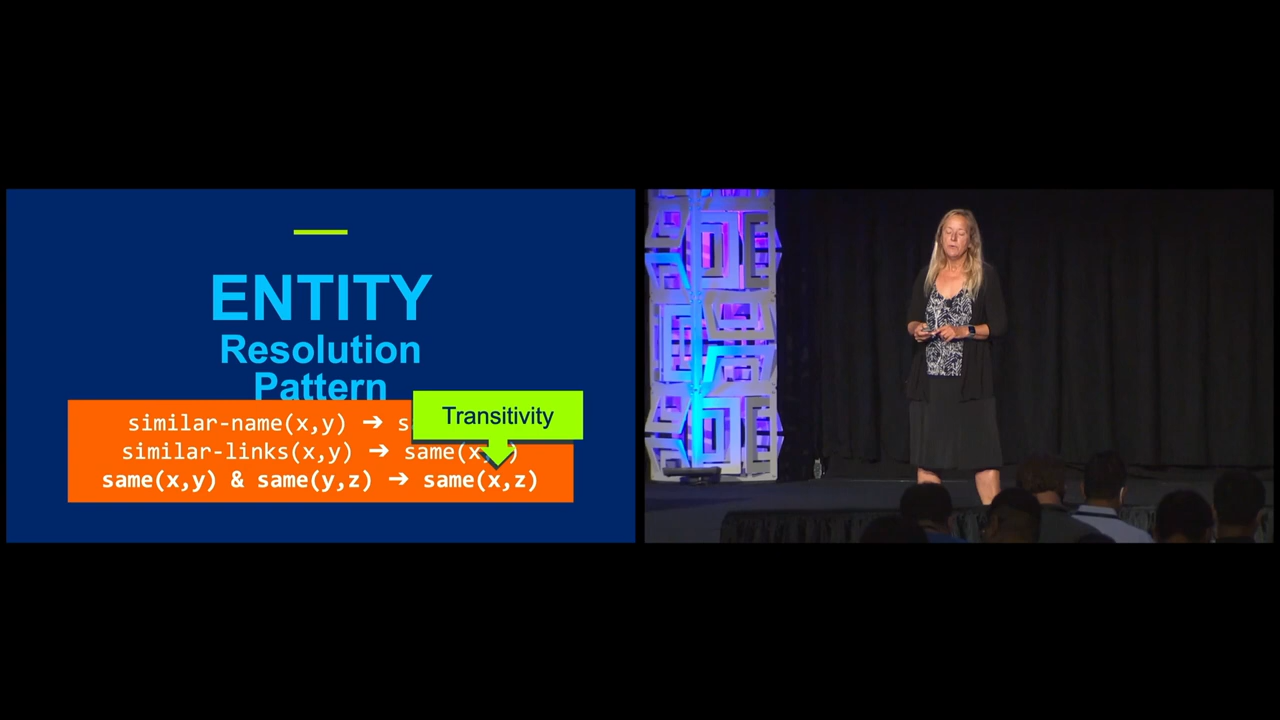 ENTITY
Resolution
Pattern
Transitivity
similar-name(x,y) ➔ s
similar-links(x,y) ➔ same(x, )
same(x,y) & same(y,z) ➔ same(x,z)